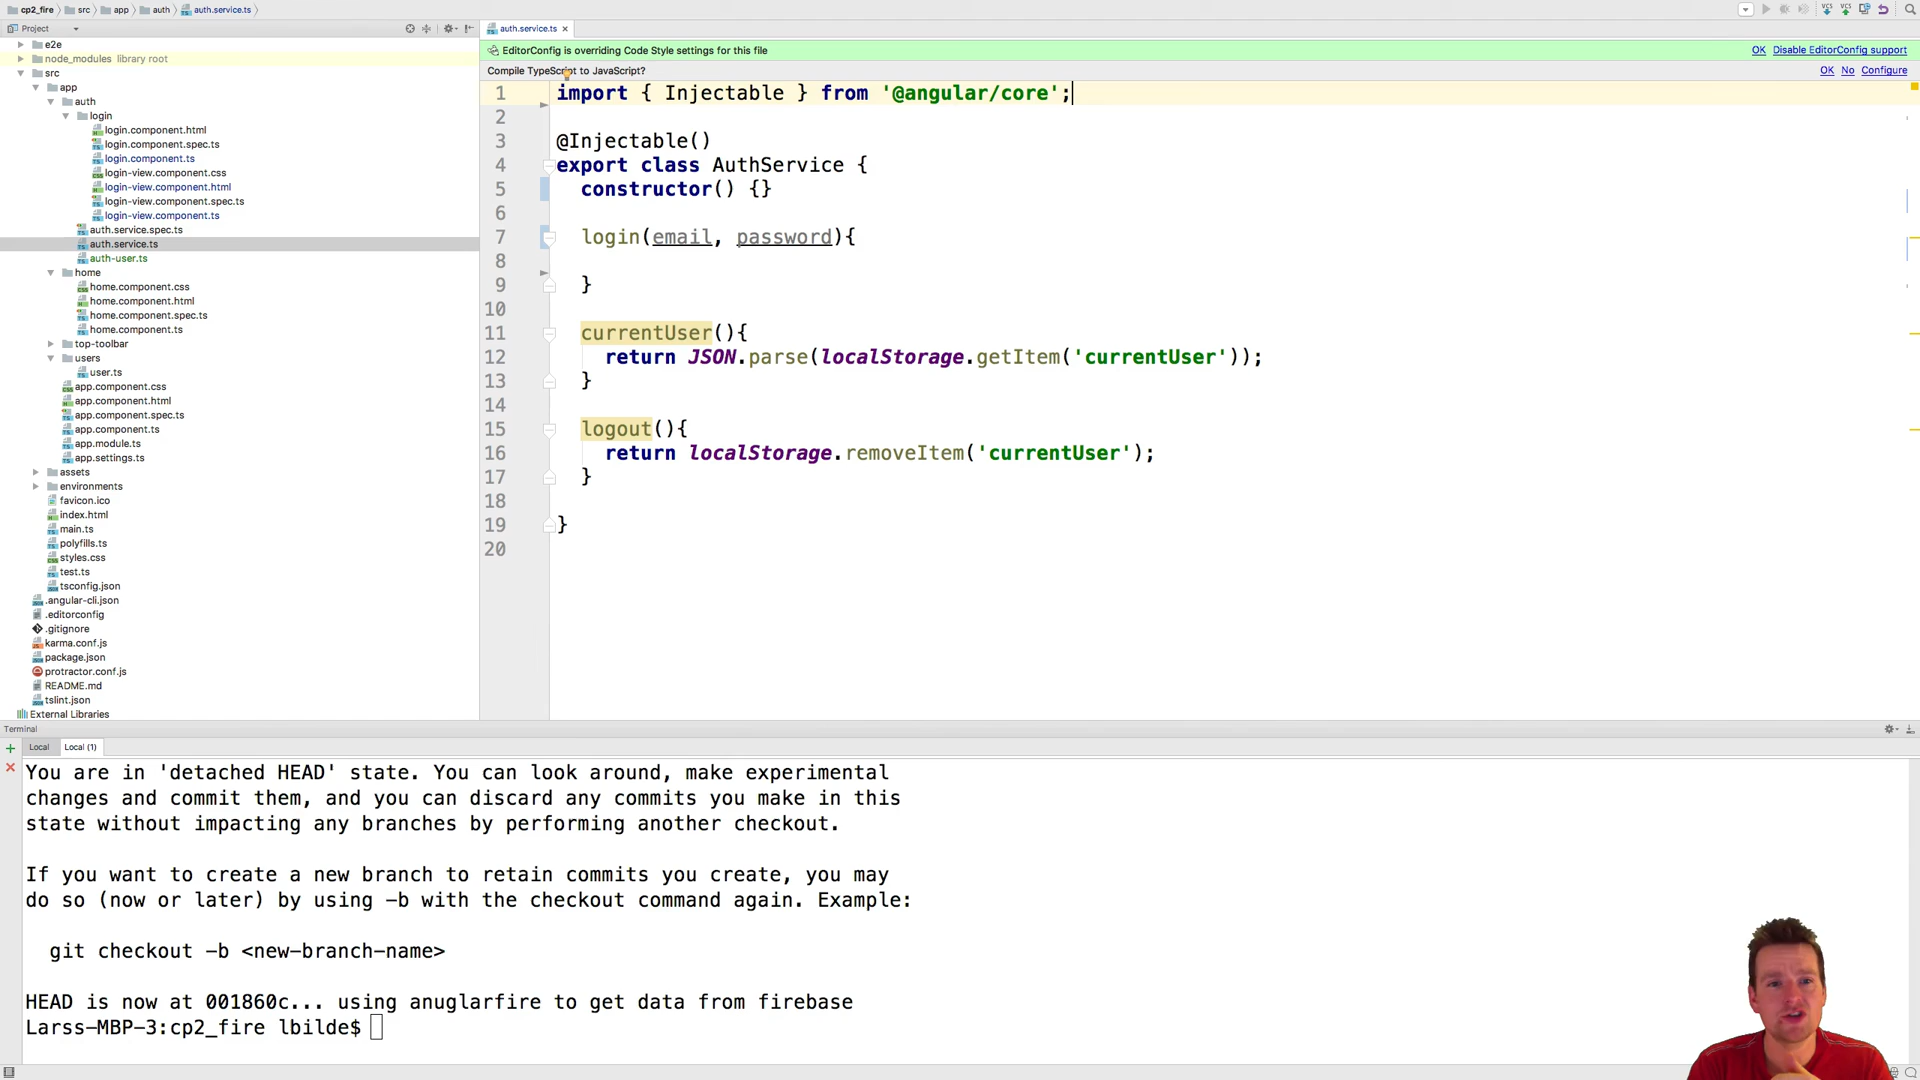 cp2_fire src app auth auth.service.ts
Project
auth.service.ts
e2e
node_modules library root
src
app
auth
login
login.component.html
login.component.spec.ts
login.component.ts
login-view.component.css
login-view.component.html
login-view.component.spec.ts
login-view.component.ts
auth.service.spec.ts
auth.service.ts
auth-user.ts
home
home.component.css
home.component.html
home.component.spec.ts
home.component.ts
top-toolbar
users
user.ts
app.component.css
app.component.html
app.component.spec.ts
app.component.ts
app.module.ts
app.settings.ts
assets
environments
favicon.ico
index.html
main.ts
polyfills.ts
styles.css
test.ts
tsconfig.json
.angular-cli.json
.editorconfig
.gitignore
karma.conf.js
package.json
protractor.conf.js
README.md
tslint.json
External Libraries
EditorConfig is overriding Code Style settings for this file OK Disable EditorConfig support
Compile TypeScript to JavaScript? OK No Configure
1 import { Injectable } from '@angular/core';
2
3 @Injectable()
4 export class AuthService {
5 constructor() {}
6
7 login(email, password){
8
9 }
10
11 currentUser(){
12 return JSON.parse(localStorage.getItem('currentUser'));
13 }
14
15 logout(){
16 return localStorage.removeItem('currentUser');
17 }
18
19 }
20
Terminal
Local Local (1)
You are in 'detached HEAD' state. You can look around, make experimental
changes and commit them, and you can discard any commits you make in this
state without impacting any branches by performing another checkout.
If you want to create a new branch to retain commits you create, you may
do so (now or later) by using -b with the checkout command again. Example:
git checkout -b <new-branch-name>
HEAD is now at 001860c... using anuglarfire to get data from firebase
Larss-MBP-3:cp2_fire lbilde$